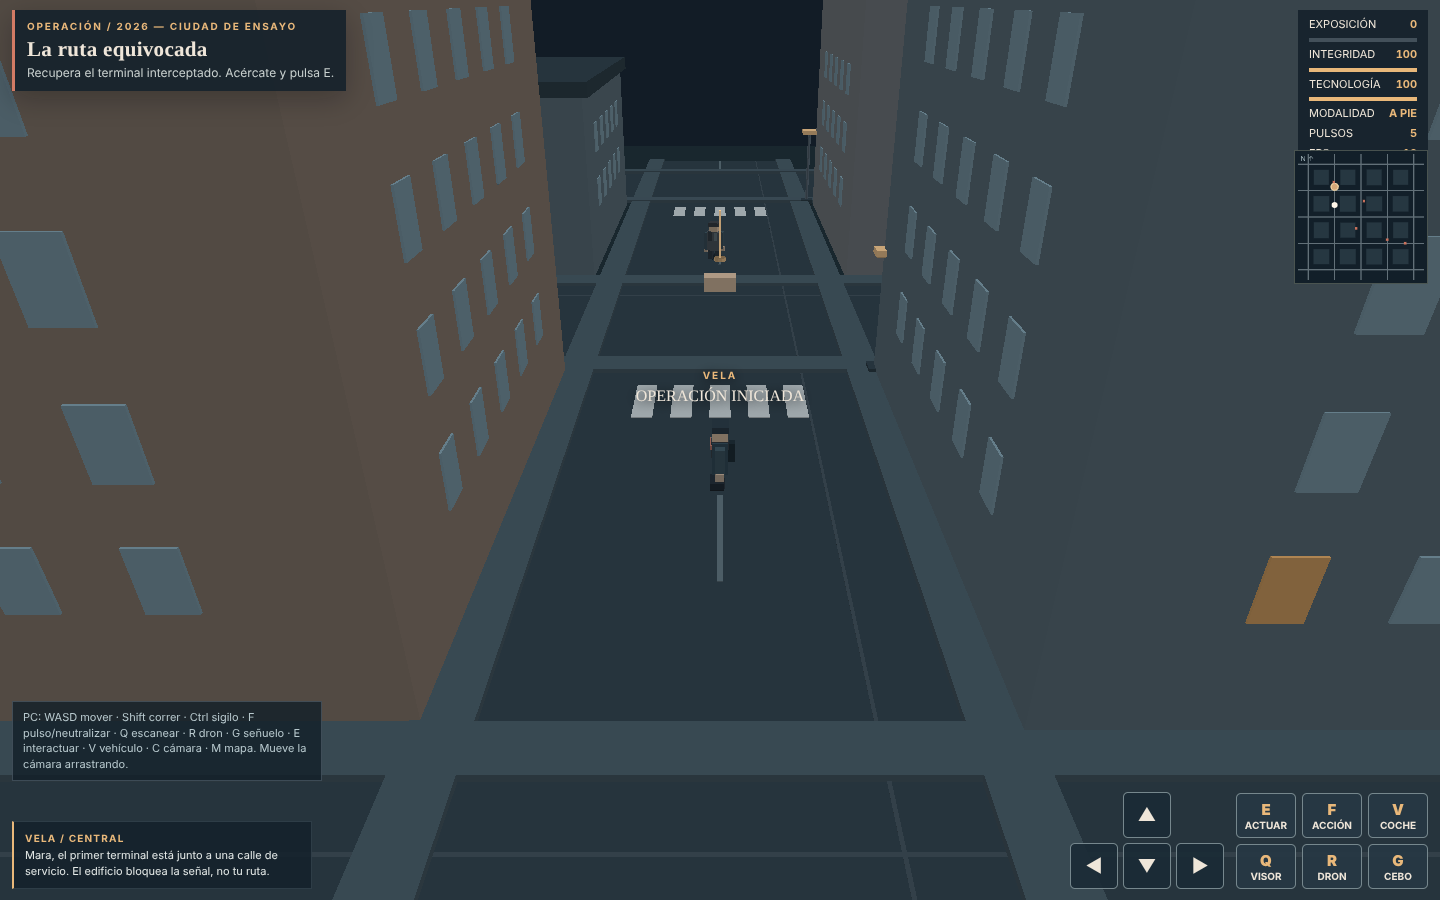 OPERACIÓN / 2026 — CIUDAD DE ENSAYO
La ruta equivocada
Recupera el terminal interceptado. Acércate y pulsa E.
EXPOSICIÓN 0
INTEGRIDAD 100
TECNOLOGÍA 100
MODALIDAD A PIE
PULSOS 5
N
VELA
OPERACIÓN INICIADA
PC: WASD mover · Shift correr · Ctrl sigilo · F
pulso/neutralizar · Q escanear · R dron · G señuelo · E
interactuar · V vehículo · C cámara · M mapa. Mueve la
cámara arrastrando.
VELA / CENTRAL
Mara, el primer terminal está junto a una calle de
servicio. El edificio bloquea la señal, no tu ruta.
E F V
ACTUAR ACCIÓN COCHE
Q R G
VISOR DRON CEBO